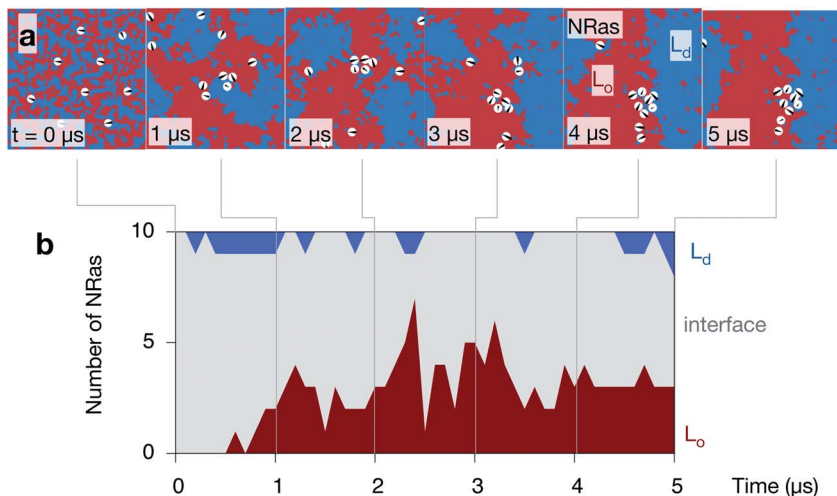 a
NRas
Ld
Lo
t = 0 µs
1 µs
2 µs
3 µs
4 µs
5 µs
b
10
5
0
Number of NRas
Ld
interface
Lo
0
1
2
3
4
5
Time (µs)